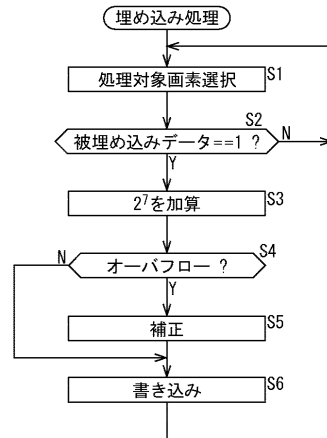 埋め込み処理
処理対象画素選択
S1
S2
被埋め込みデータ==1 ?
N
Y
2⁷を加算
S3
S4
N
オーバフロー ?
Y
補正
S5
書き込み
S6